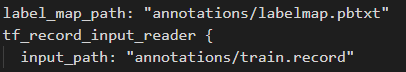 label_map_path: "annotations/labelmap.pbtxt"
tf_record_input_reader {
  input_path: "annotations/train.record"